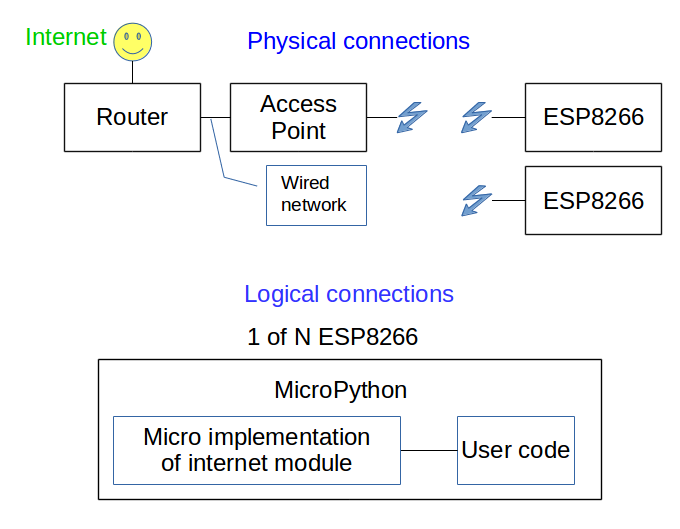 Internet
Physical connections
Router
Access
Point
ESP8266
Wired
network
ESP8266
Logical connections
1 of N ESP8266
MicroPython
Micro implementation
of internet module
User code